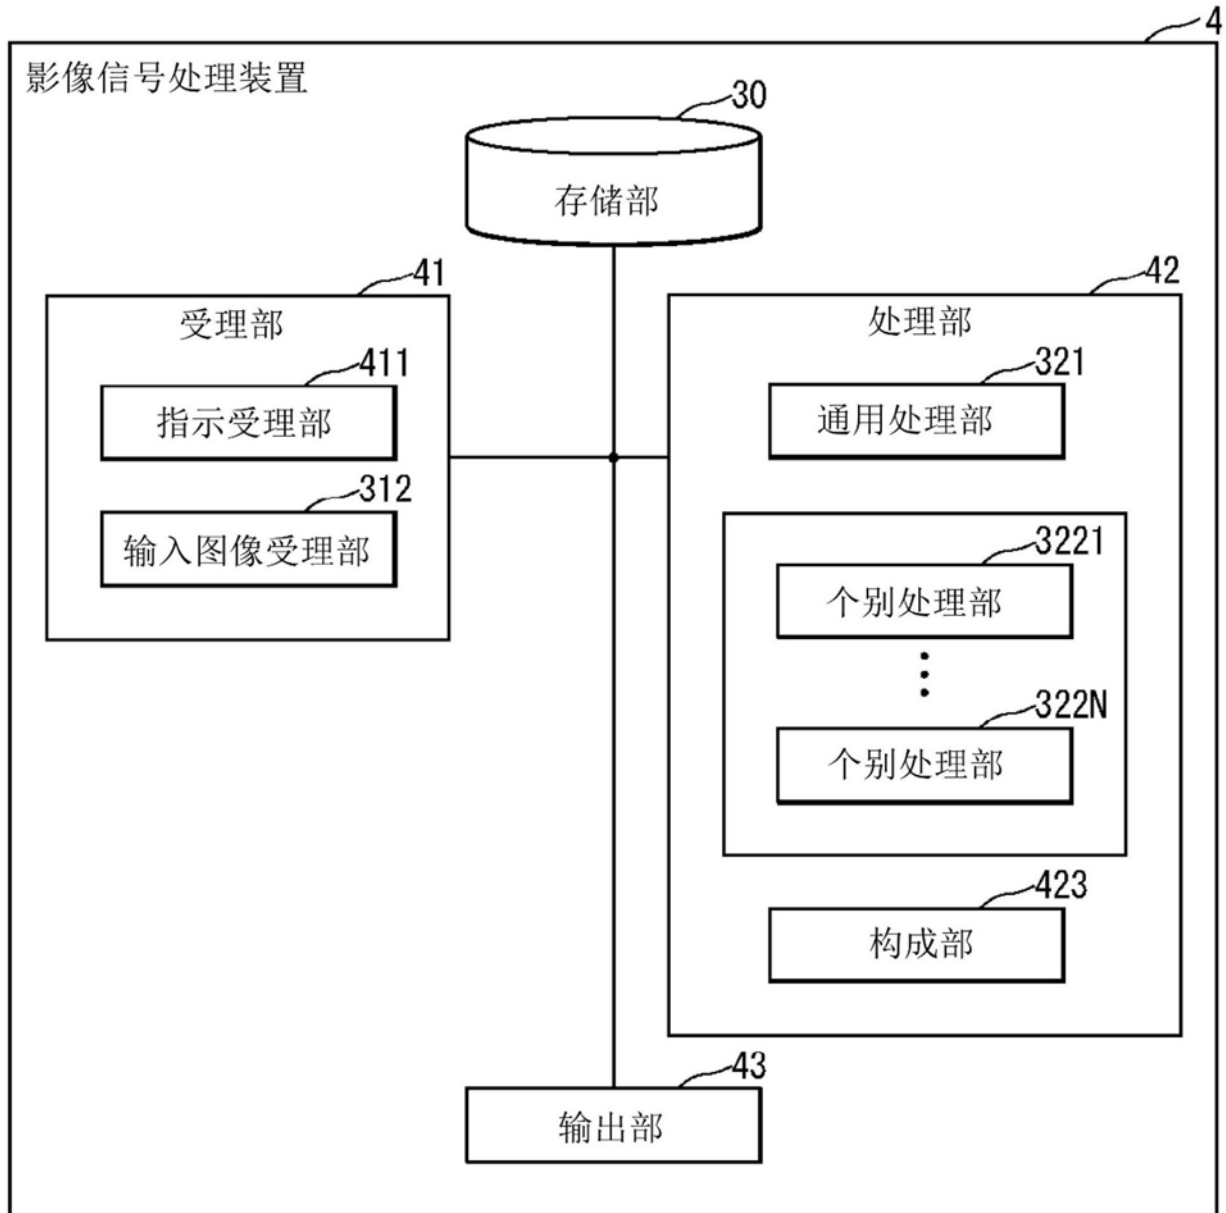 4
影像信号处理装置
30
存储部
41
受理部
411
指示受理部
312
输入图像受理部
42
处理部
321
通用处理部
3221
个别处理部
322N
个别处理部
423
构成部
43
输出部